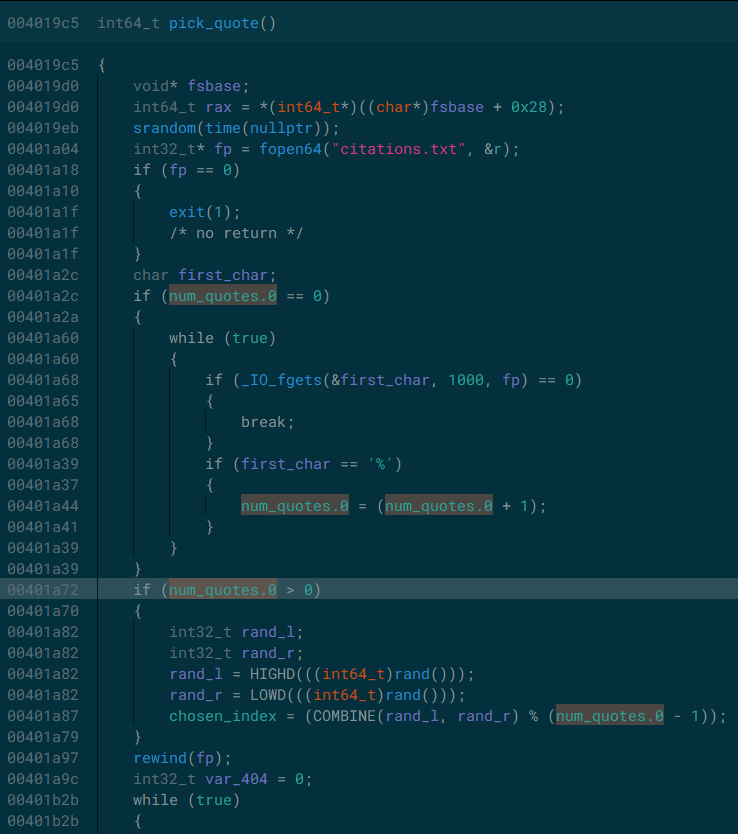 004019c5  int64_t pick_quote()
004019c5  {
004019d0      void* fsbase;
004019d0      int64_t rax = *(int64_t*)((char*)fsbase + 0x28);
004019eb      srandom(time(nullptr));
00401a04      int32_t* fp = fopen64("citations.txt", &r);
00401a18      if (fp == 0)
00401a10      {
00401a1f          exit(1);
00401a1f          /* no return */
00401a1f      }
00401a2c      char first_char;
00401a2c      if (num_quotes.0 == 0)
00401a2a      {
00401a60          while (true)
00401a60          {
00401a68              if (_IO_fgets(&first_char, 1000, fp) == 0)
00401a65              {
00401a68                  break;
00401a68              }
00401a39              if (first_char == '%')
00401a37              {
00401a44                  num_quotes.0 = (num_quotes.0 + 1);
00401a41              }
00401a39          }
00401a39      }
00401a72      if (num_quotes.0 > 0)
00401a70      {
00401a82          int32_t rand_l;
00401a82          int32_t rand_r;
00401a82          rand_l = HIGHD(((int64_t)rand()));
00401a82          rand_r = LOWD(((int64_t)rand()));
00401a87          chosen_index = (COMBINE(rand_l, rand_r) % (num_quotes.0 - 1));
00401a79      }
00401a97      rewind(fp);
00401a9c      int32_t var_404 = 0;
00401b2b      while (true)
00401b2b      {